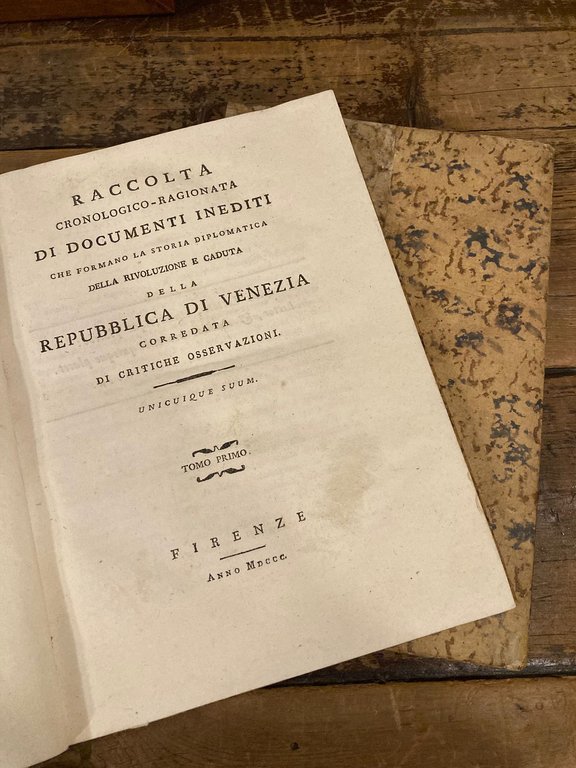 RACCOLTA
CRONOLOGICO-RAGIONATA
DI DOCUMENTI INEDITI
CHE FORMANO LA STORIA DIPLOMATICA
DELLA RIVOLUZIONE E CADUTA
DELLA
REPUBBLICA DI VENEZIA
CORREDATA
DI CRITICHE OSSERVAZIONI.
UNICUIQUE SUUM.
TOMO PRIMO.
FIRENZE
ANNO MDCCC.